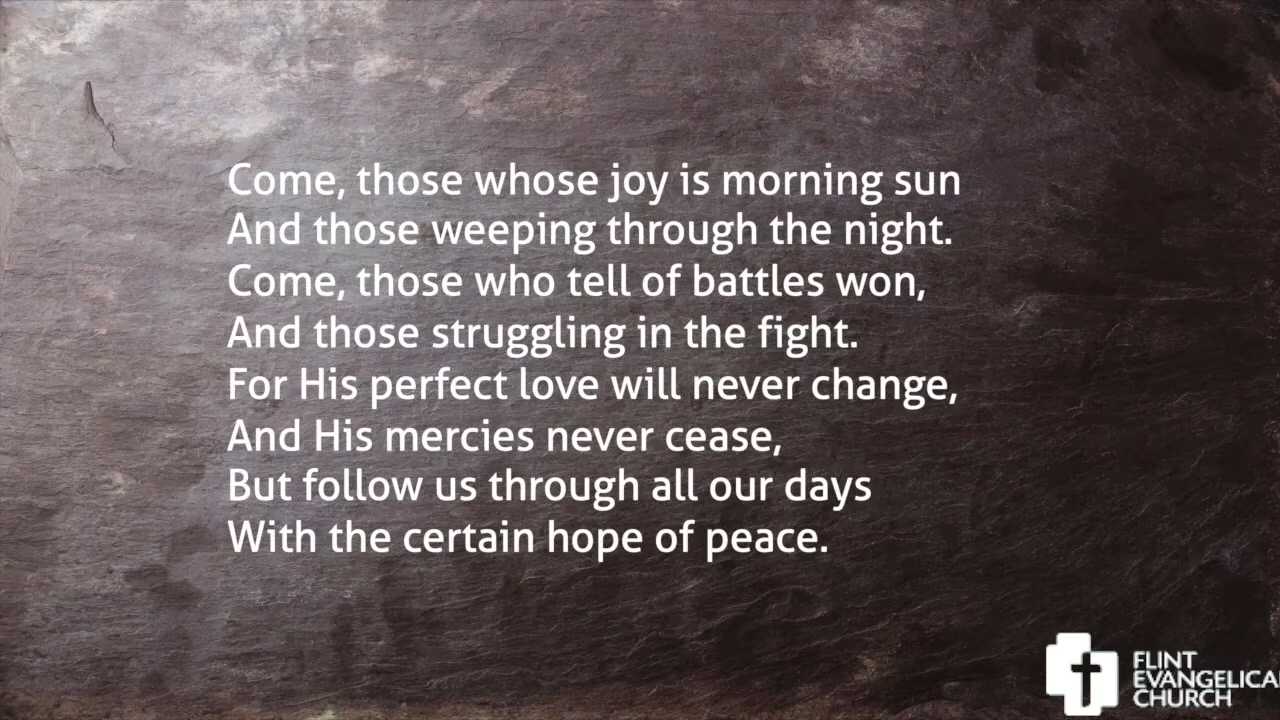 Come, those whose joy is morning sun
And those weeping through the night.
Come, those who tell of battles won,
And those struggling in the fight.
For His perfect love will never change,
And His mercies never cease,
But follow us through all our days
With the certain hope of peace.
FLINT
EVANGELICA
CHURCH